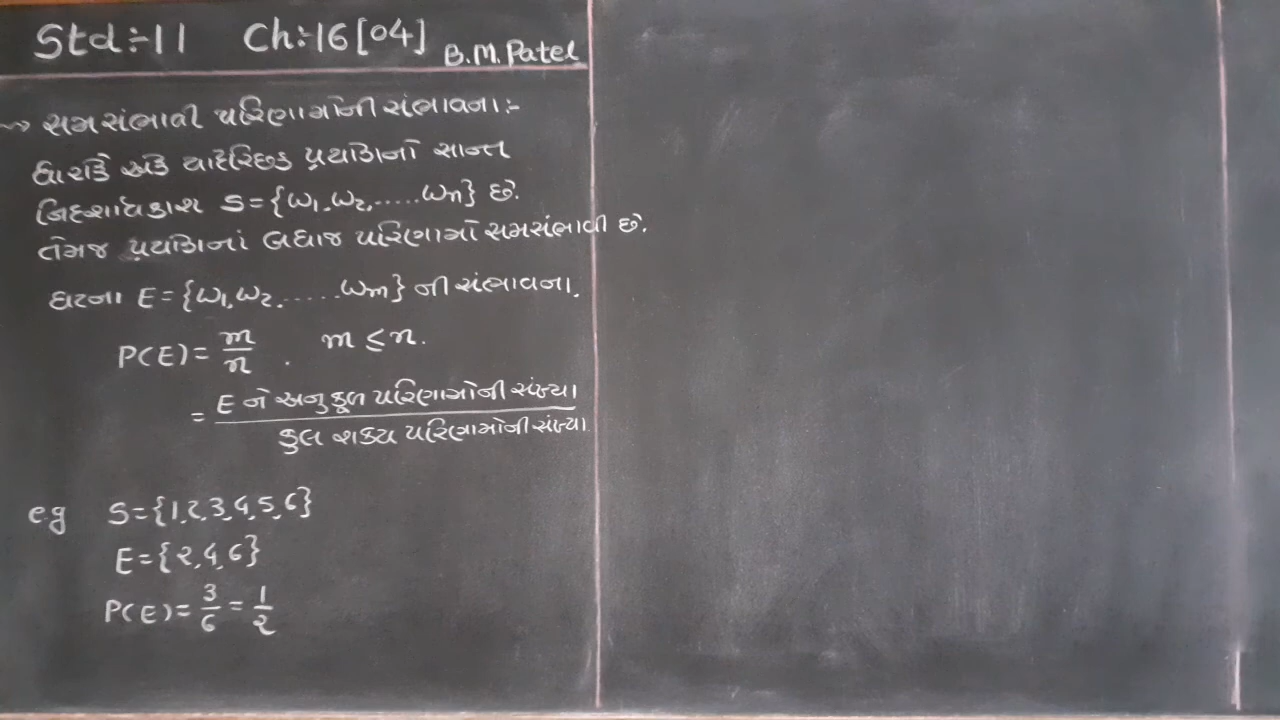 Std:-11 Ch:-16[04] B.M.Patel
સમસંભાવી પરિણામોની સંભાવના:-
ધારોકે એક યાદૈચ્છિક પ્રયોગનો સાન્ત
નિદર્શાવકાશ S={ω1,ω2,.....ωn} છે.
તેમજ પ્રયોગનાં બધાજ પરિણામો સમસંભાવી છે.
ઘટના E={ω1,ω2,......ωm} ની સંભાવના.
P(E)=m/n . m≤n.
= E ને અનુકૂળ પરિણામોની સંખ્યા
કુલ શક્ય પરિણામોની સંખ્યા
e.g S={1,2,3,4,5,6}
E={2,4,6}
P(E)=3/6=1/2